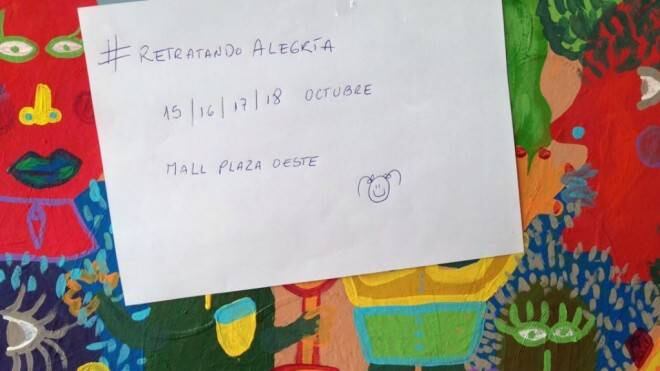 # RETRATANDO ALEGRÍA
15|16|17|18 OCTUBRE
MALL PLAZA OESTE